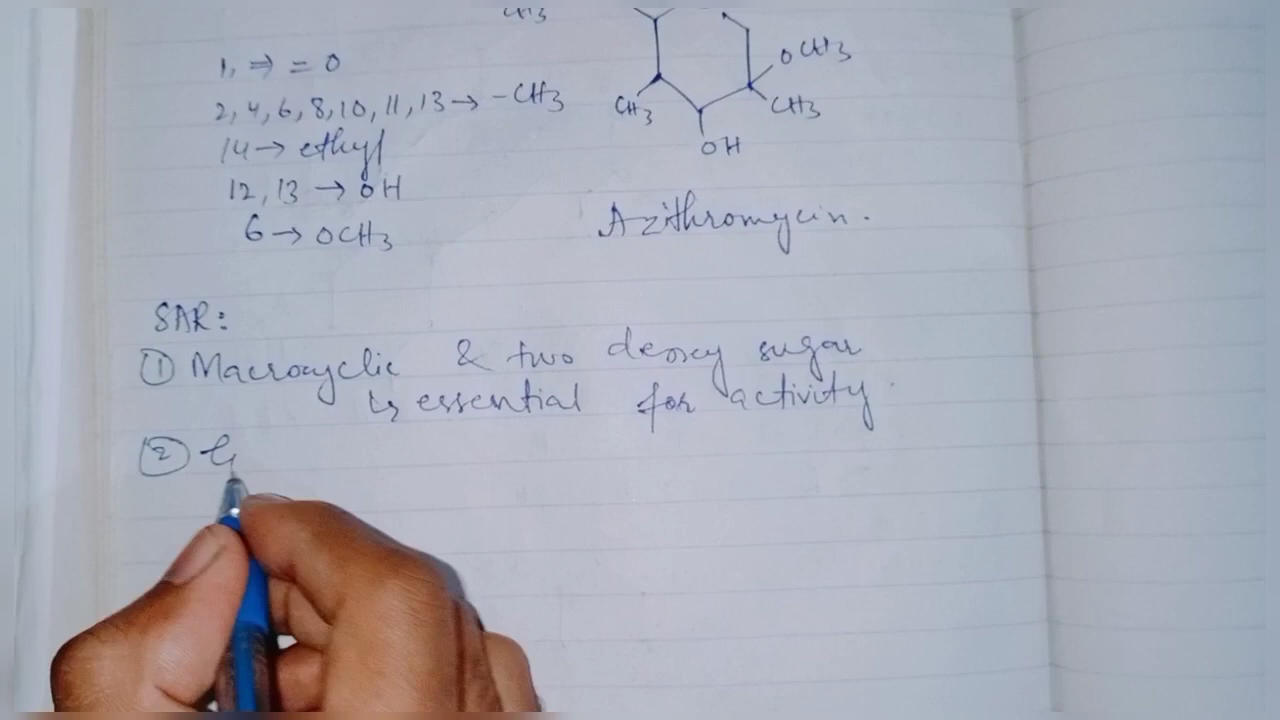 CH3
1, ⇒ = O
OCH3
2, 4, 6, 8, 10, 11, 13 → -CH3
CH3
CH3
14 → ethyl
OH
12, 13 → OH
Azithromycin.
6 → OCH3
SAR:
① Macrocyclic & two deoxy sugar
is essential for activity.
②